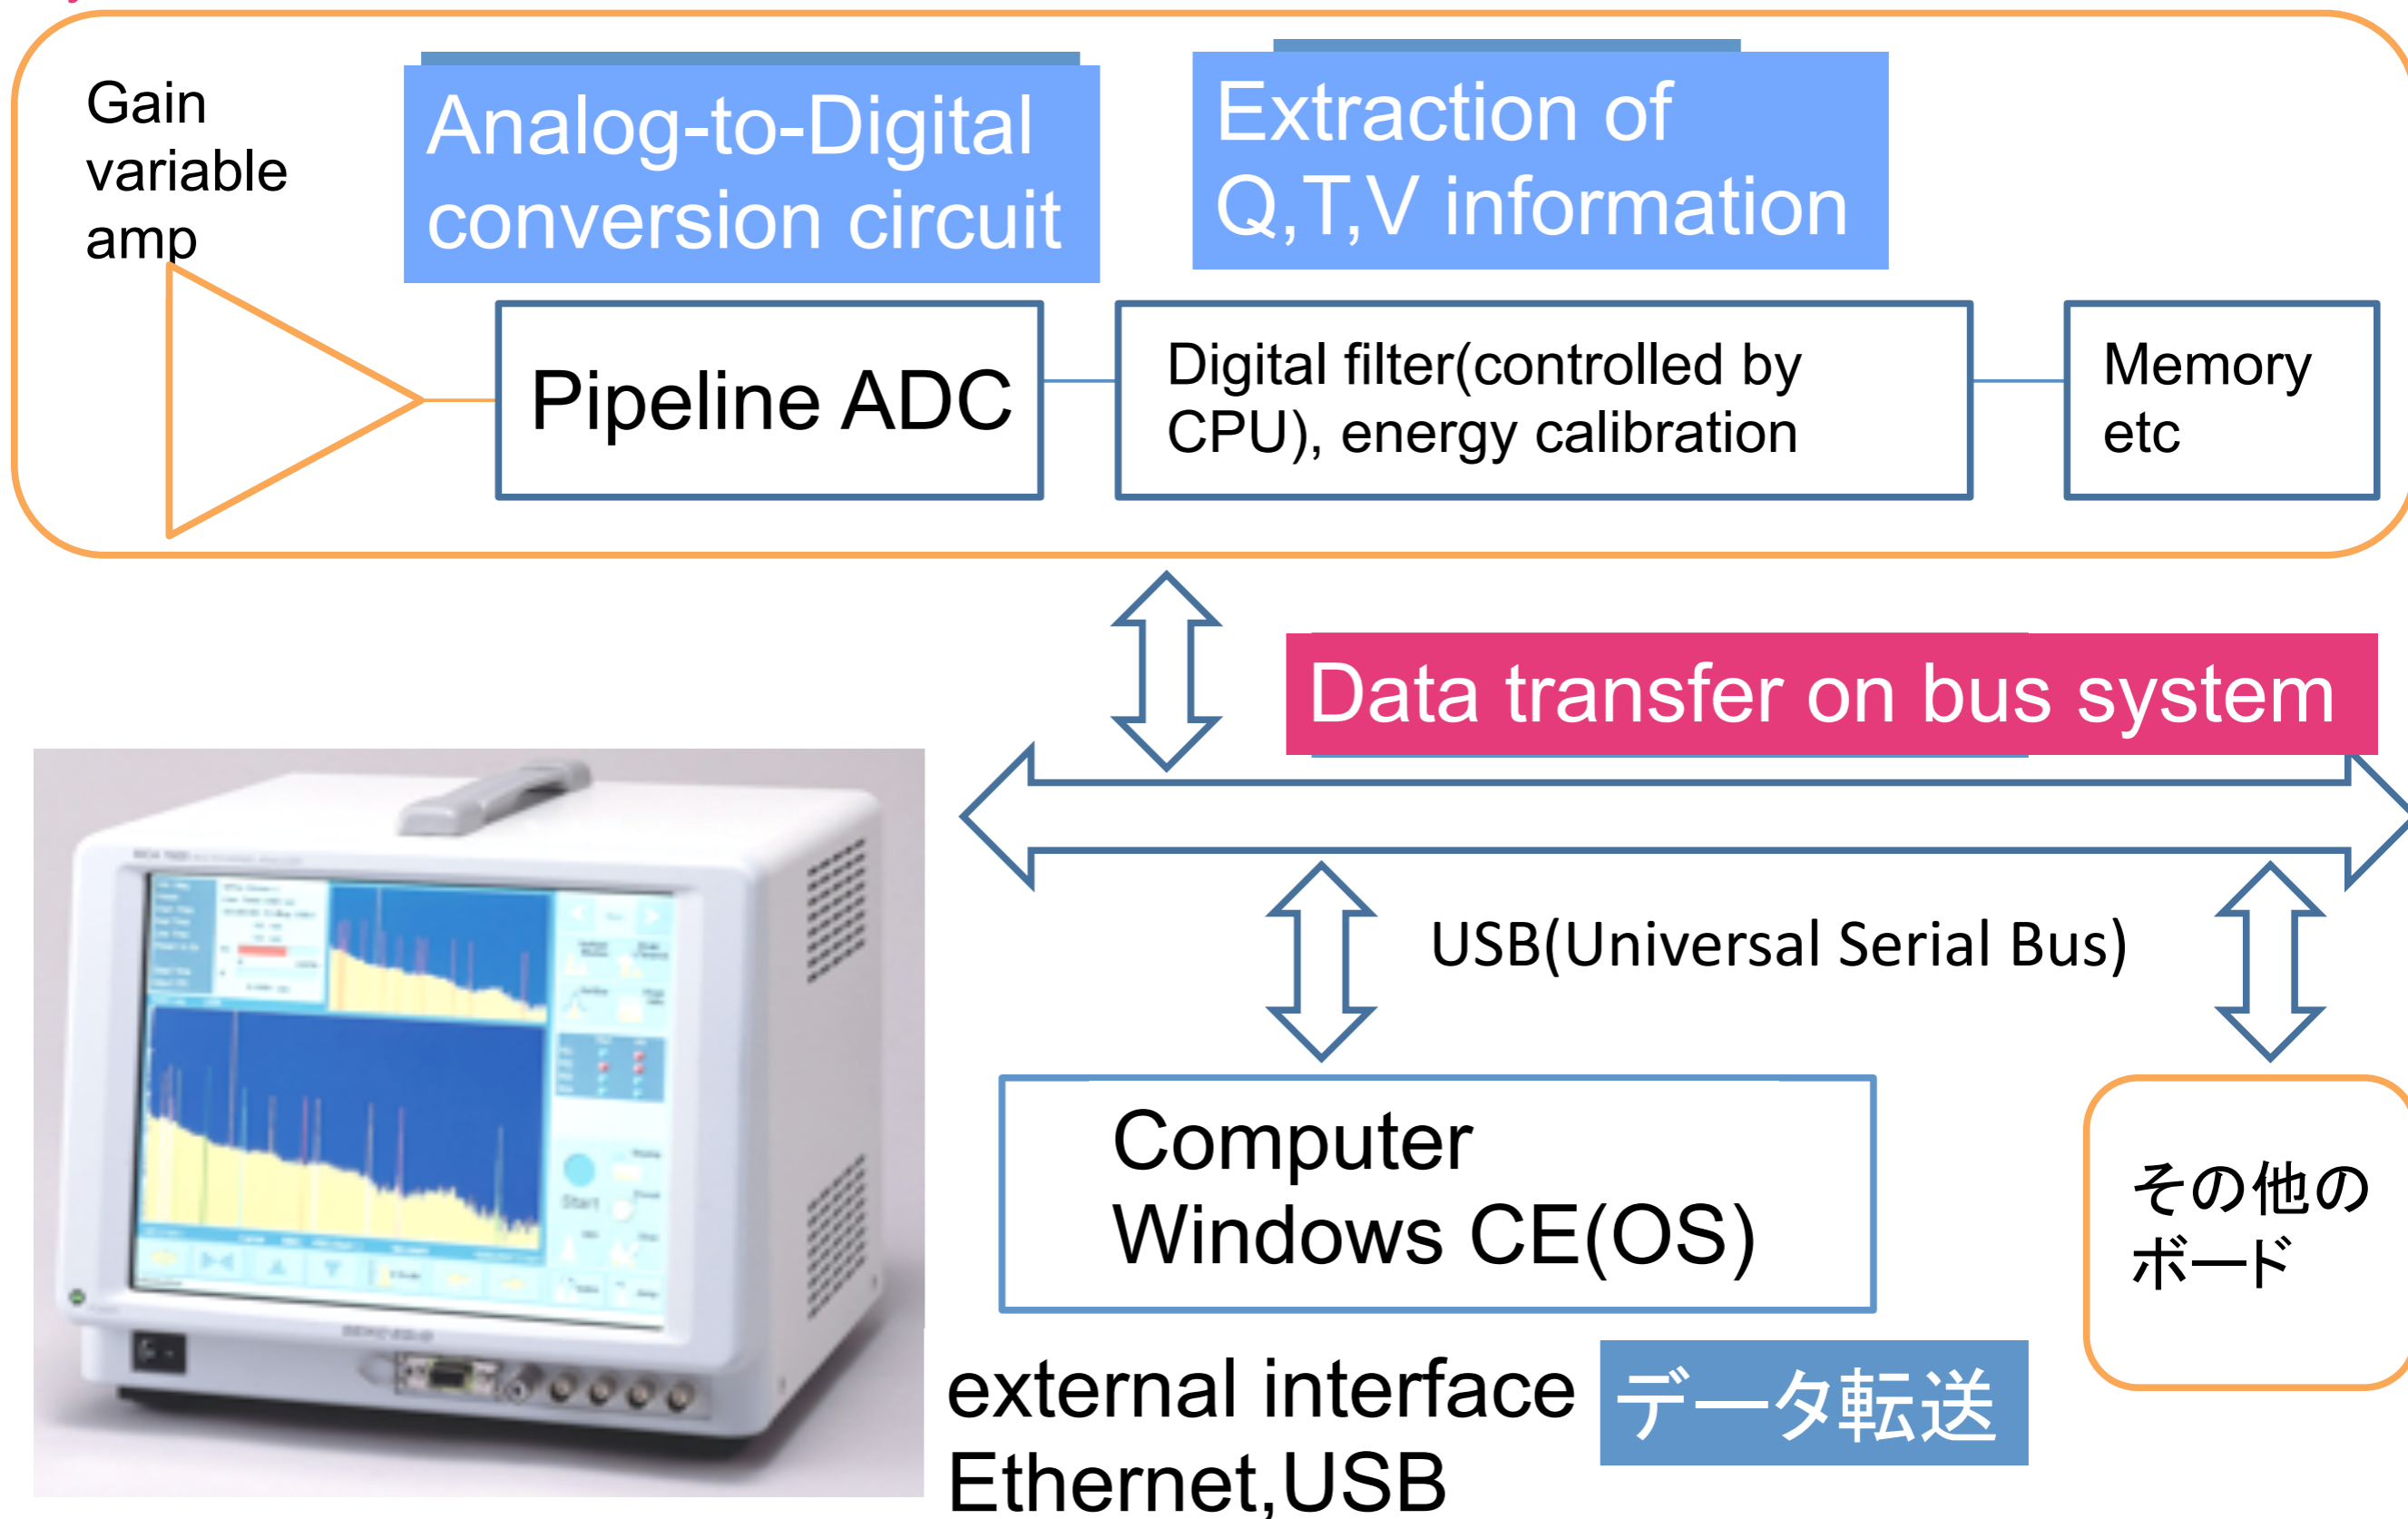 Gain
variable
amp
Analog-to-Digital
conversion circuit
Extraction of
Q,T,V information
Pipeline ADC
Digital filter(controlled by
CPU), energy calibration
Memory
etc
Data transfer on bus system
USB(Universal Serial Bus)
Start
Computer
Windows CE(OS)
その他の
ボード
external interface
Ethernet,USB
データ転送